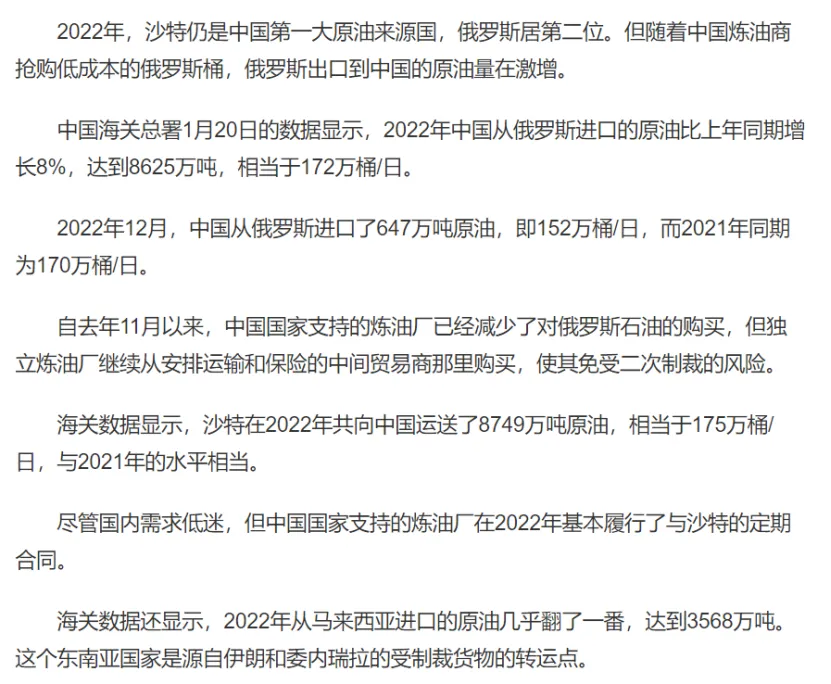 2022年，沙特仍是中国第一大原油来源国，俄罗斯居第二位。但随着中国炼油商
抢购低成本的俄罗斯桶，俄罗斯出口到中国的原油量在激增。
中国海关总署1月20日的数据显示，2022年中国从俄罗斯进口的原油比上年同期增
长8%，达到8625万吨，相当于172万桶/日。
2022年12月，中国从俄罗斯进口了647万吨原油，即152万桶/日，而2021年同期
为170万桶/日。
自去年11月以来，中国国家支持的炼油厂已经减少了对俄罗斯石油的购买，但独
立炼油厂继续从安排运输和保险的中间贸易商那里购买，使其免受二次制裁的风险。
海关数据显示，沙特在2022年共向中国运送了8749万吨原油，相当于175万桶/
日，与2021年的水平相当。
尽管国内需求低迷，但中国国家支持的炼油厂在2022年基本履行了与沙特的定期
合同。
海关数据还显示，2022年从马来西亚进口的原油几乎翻了一番，达到3568万吨。
这个东南亚国家是源自伊朗和委内瑞拉的受制裁货物的转运点。